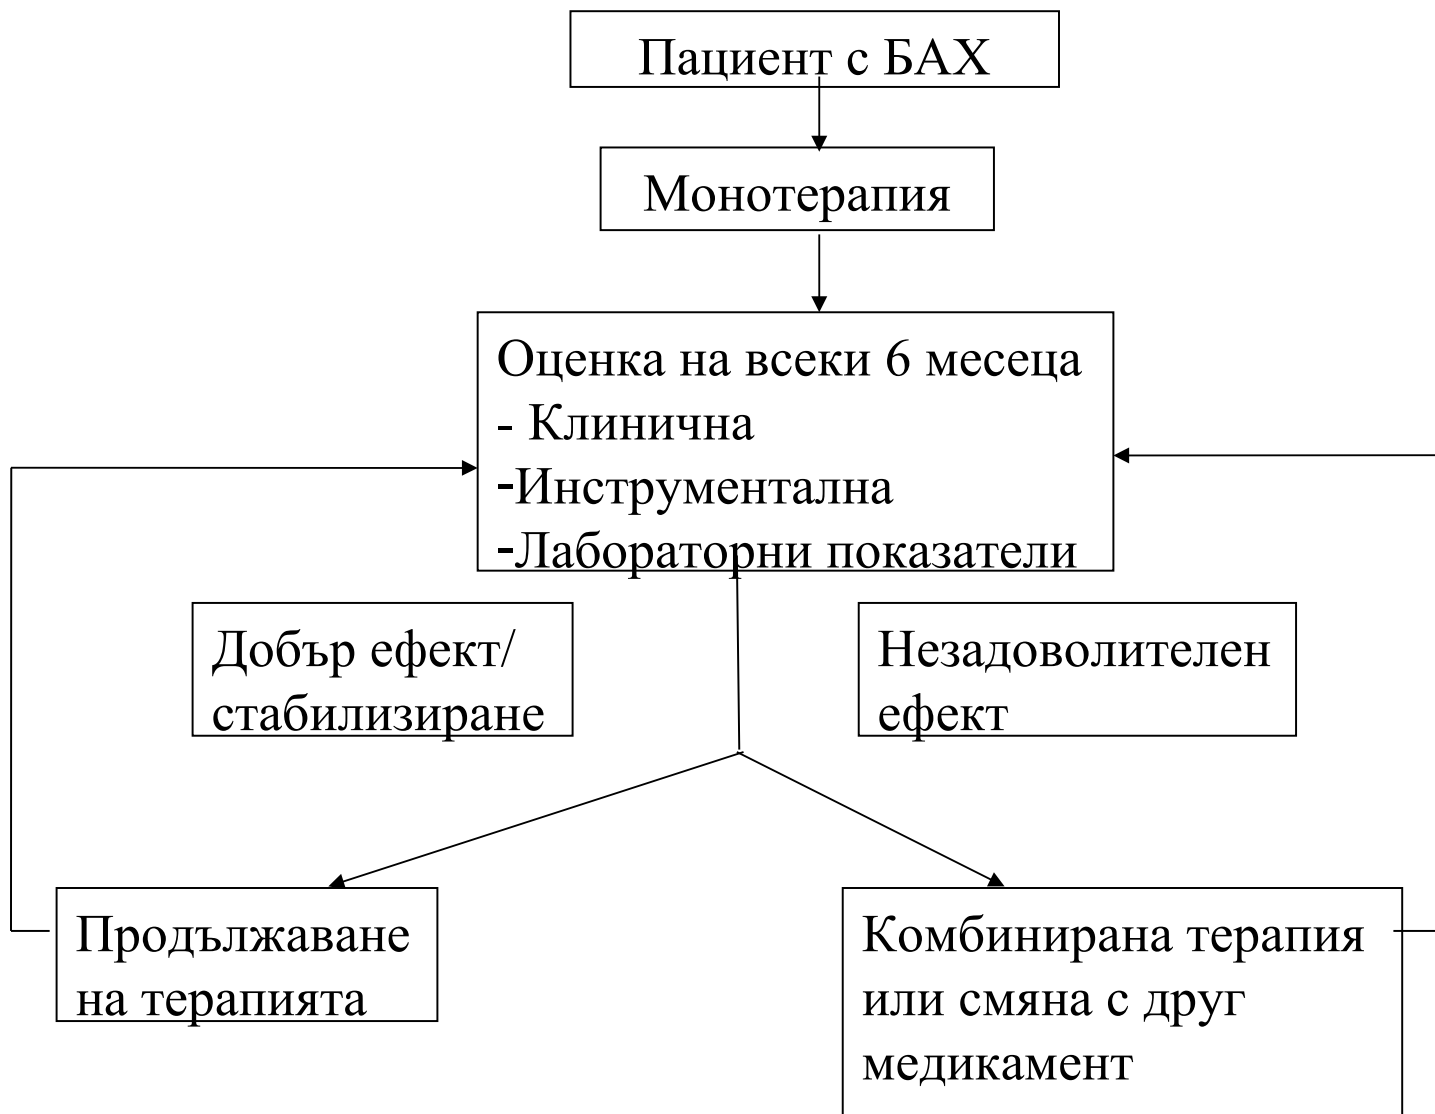 Пациент с БАХ
Монотерапия
Оценка на всеки 6 месеца
- Клинична
-Инструментална
-Лабораторни показатели
Добър ефект/
стабилизиране
Незадоволителен
ефект
Продължаване
на терапията
Комбинирана терапия
или смяна с друг
медикамент